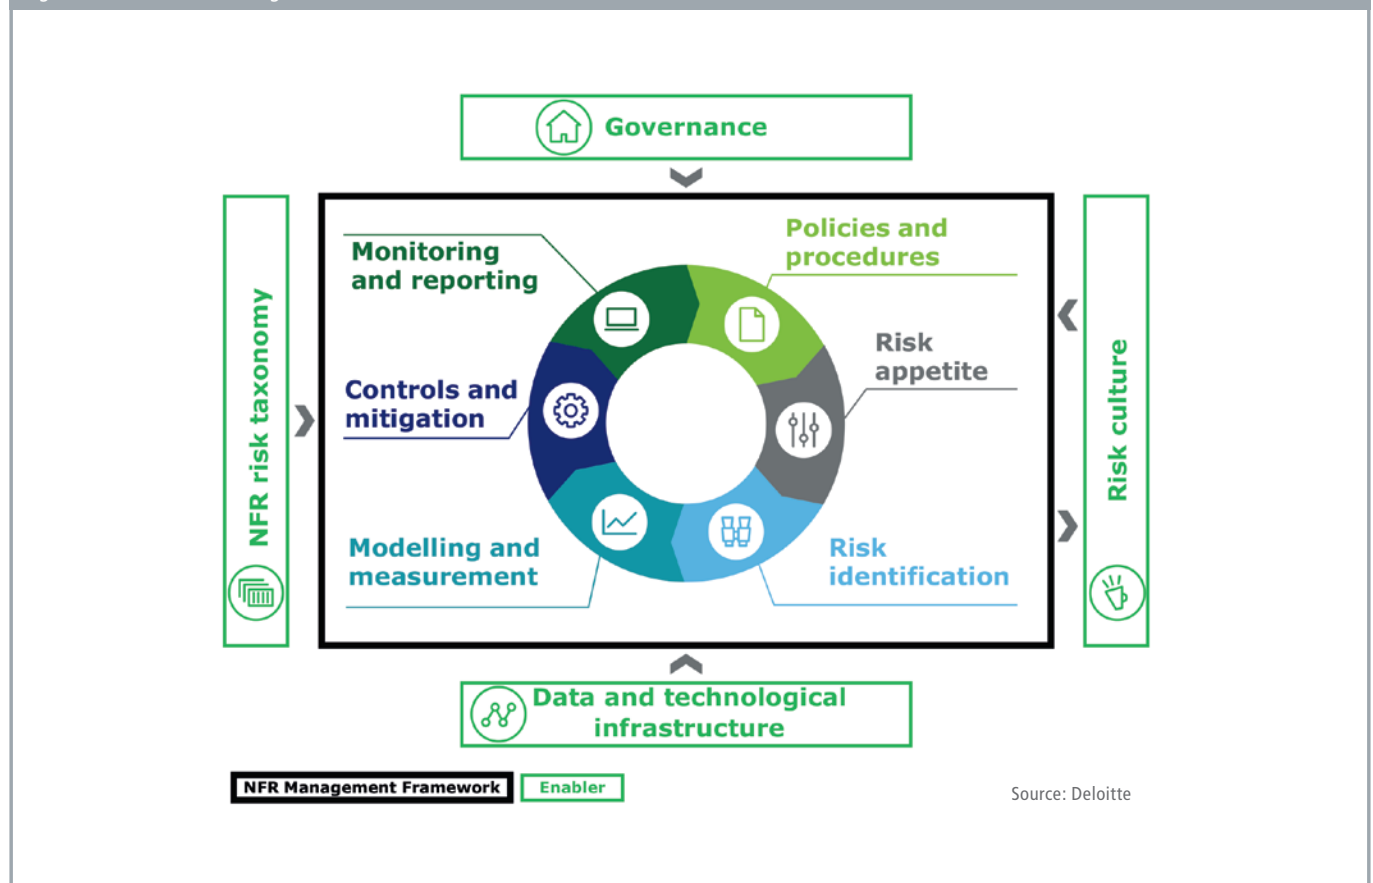 Governance
Policies and
procedures
Monitoring
and reporting
Risk
appetite
Controls and
mitigation
Risk
identification
Modelling and
measurement
NFR risk taxonomy
Risk culture
Data and technological
infrastructure
NFR Management Framework
Enabler
Source: Deloitte